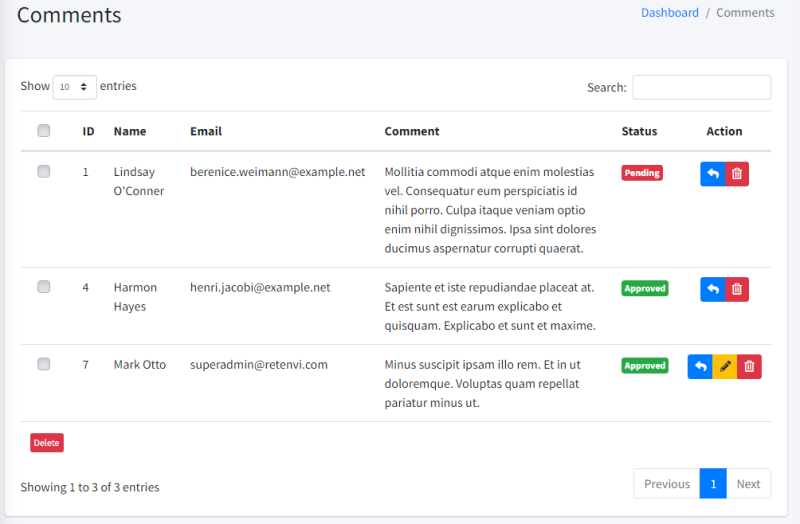 Comments
Dashboard / Comments
Show 10 entries
Search:
ID Name Email Comment Status Action
1 Lindsay berenice.weimann@example.net Mollitia commodi atque enim molestias Pending
O'Conner vel. Consequatur eum perspiciatis id
nihil porro. Culpa itaque veniam optio
enim nihil dignissimos. Ipsa sint dolores
ducimus aspernatur corrupti quaerat.
4 Harmon henri.jacobi@example.net Sapiente et iste repudiandae placeat at. Approved
Hayes Et est sunt est earum explicabo et
quisquam. Explicabo et sunt et maxime.
7 Mark Otto superadmin@retenvi.com Minus suscipit ipsam illo rem. Et in ut Approved
doloremque. Voluptas quam repellat
pariatur minus ut.
Delete
Showing 1 to 3 of 3 entries
Previous 1 Next